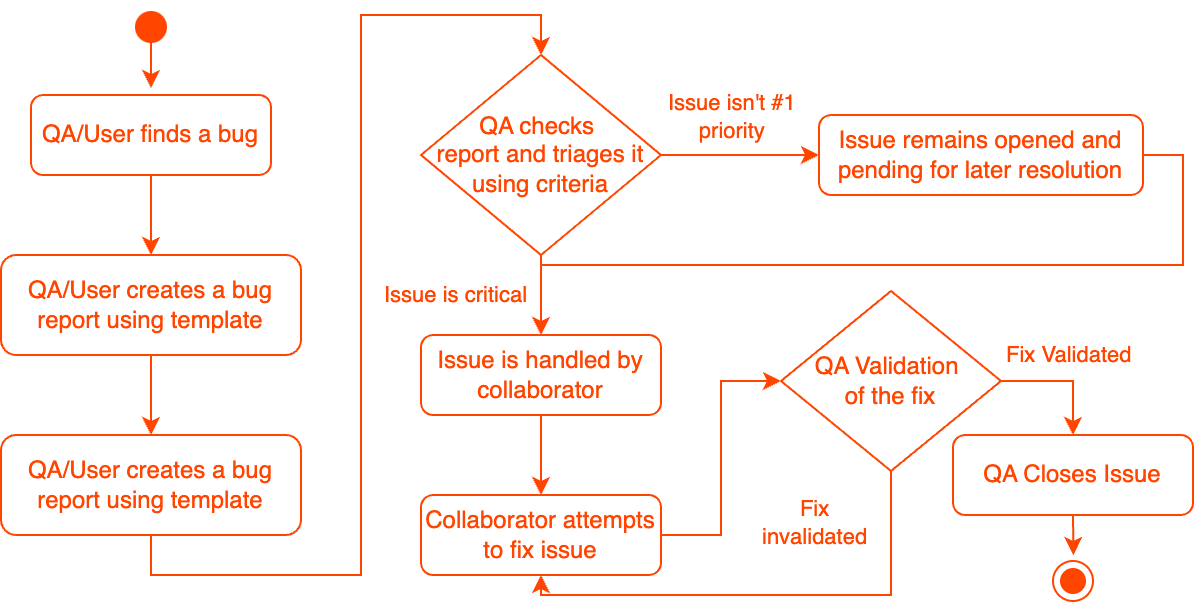 QA/User finds a bug
QA/User creates a bug
report using template
QA/User creates a bug
report using template
QA checks
report and triages it
using criteria
Issue isn't #1
priority
Issue remains opened and
pending for later resolution
Issue is critical
Issue is handled by
collaborator
Collaborator attempts
to fix issue
QA Validation
of the fix
Fix Validated
Fix
invalidated
QA Closes Issue